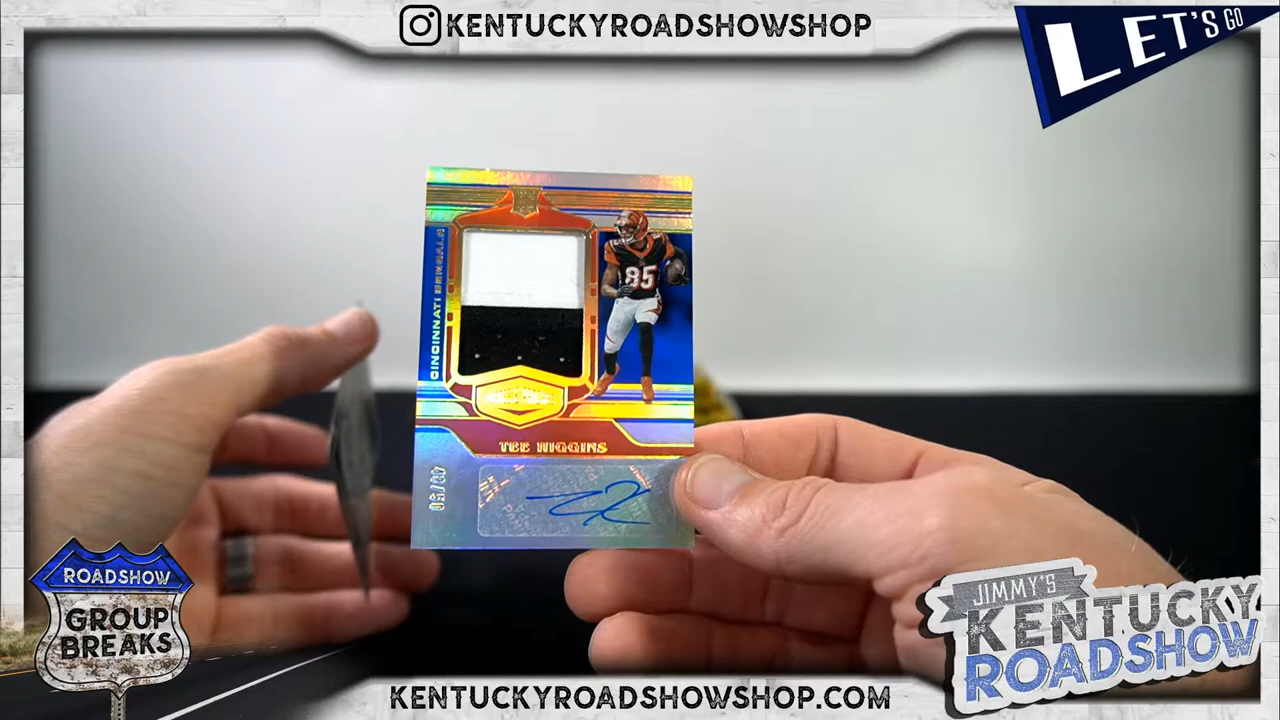 KENTUCKYROADSHOWSHOP
LET'S GO
CINCINNATI BENGALS
85
TEE HIGGINS
ROADSHOW
GROUP
BREAKS
JIMMY'S
KENTUCKY
ROADSHOW
KENTUCKYROADSHOWSHOP.COM